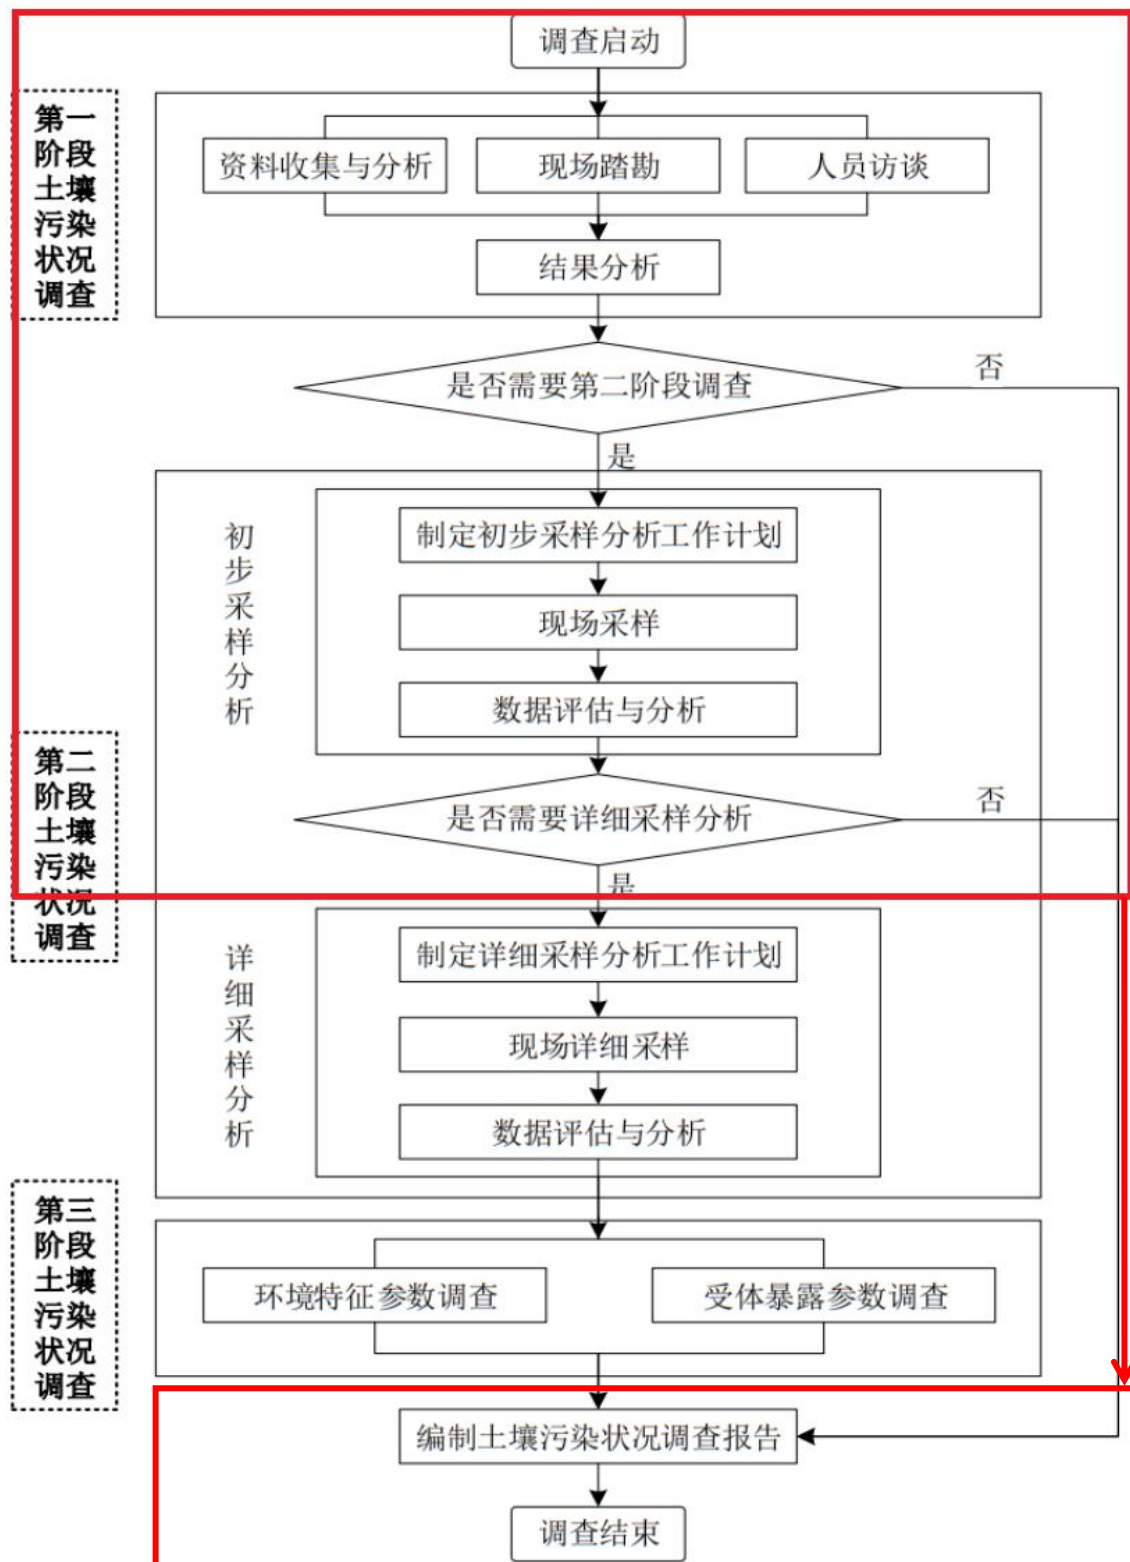 调查启动
第一
阶段
土壤
污染
状况
调查
资料收集与分析
现场踏勘
人员访谈
结果分析
是否需要第二阶段调查
否
是
初
步
采
样
分
析
制定初步采样分析工作计划
现场采样
数据评估与分析
第二
阶段
土壤
污染
状况
调查
是否需要详细采样分析
否
是
详
细
采
样
分
析
制定详细采样分析工作计划
现场详细采样
数据评估与分析
第三
阶段
土壤
污染
状况
调查
环境特征参数调查
受体暴露参数调查
编制土壤污染状况调查报告
调查结束